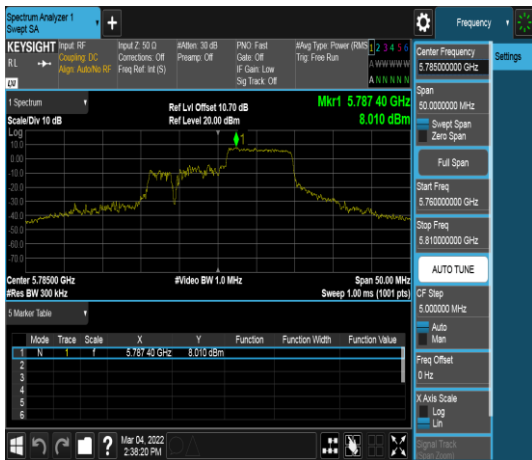 Spectrum Analyzer 1
Swept SA
+
Frequency
KEYSIGHT
RL
LXI
Input: RF
Coupling: DC
Align: Auto/No RF
Input Z: 50 Ω
Corrections: Off
Freq Ref: Int (S)
#Atten: 30 dB
Preamp: Off
PNO: Fast
Gate: Off
IF Gain: Low
Sig Track: Off
#Avg Type: Power (RMS
Trig: Free Run
1 2 3 4 5 6
A W W W W W
A N N N N N
Settings
1 Spectrum
Scale/Div 10 dB
Ref Lvl Offset 10.70 dB
Ref Level 20.00 dBm
Mkr1 5.787 40 GHz
8.010 dBm
Log
10.0
0.00
-10.0
-20.0
-30.0
-40.0
-50.0
-60.0
-70.0
1
Center 5.78500 GHz
#Res BW 300 kHz
#Video BW 1.0 MHz
Span 50.00 MHz
Sweep 1.00 ms (1001 pts)
5 Marker Table
Mode Trace Scale X Y Function Function Width Function Value
1 N 1 f 5.787 40 GHz 8.010 dBm
2
3
4
5
6
Mar 04, 2022
2:38:20 PM
Center Frequency
5.785000000 GHz
Span
50.0000000 MHz
Swept Span
Zero Span
Full Span
Start Freq
5.760000000 GHz
Stop Freq
5.810000000 GHz
AUTO TUNE
CF Step
5.000000 MHz
Auto
Man
Freq Offset
0 Hz
X Axis Scale
Log
Lin
Signal Track
(Span Zoom)